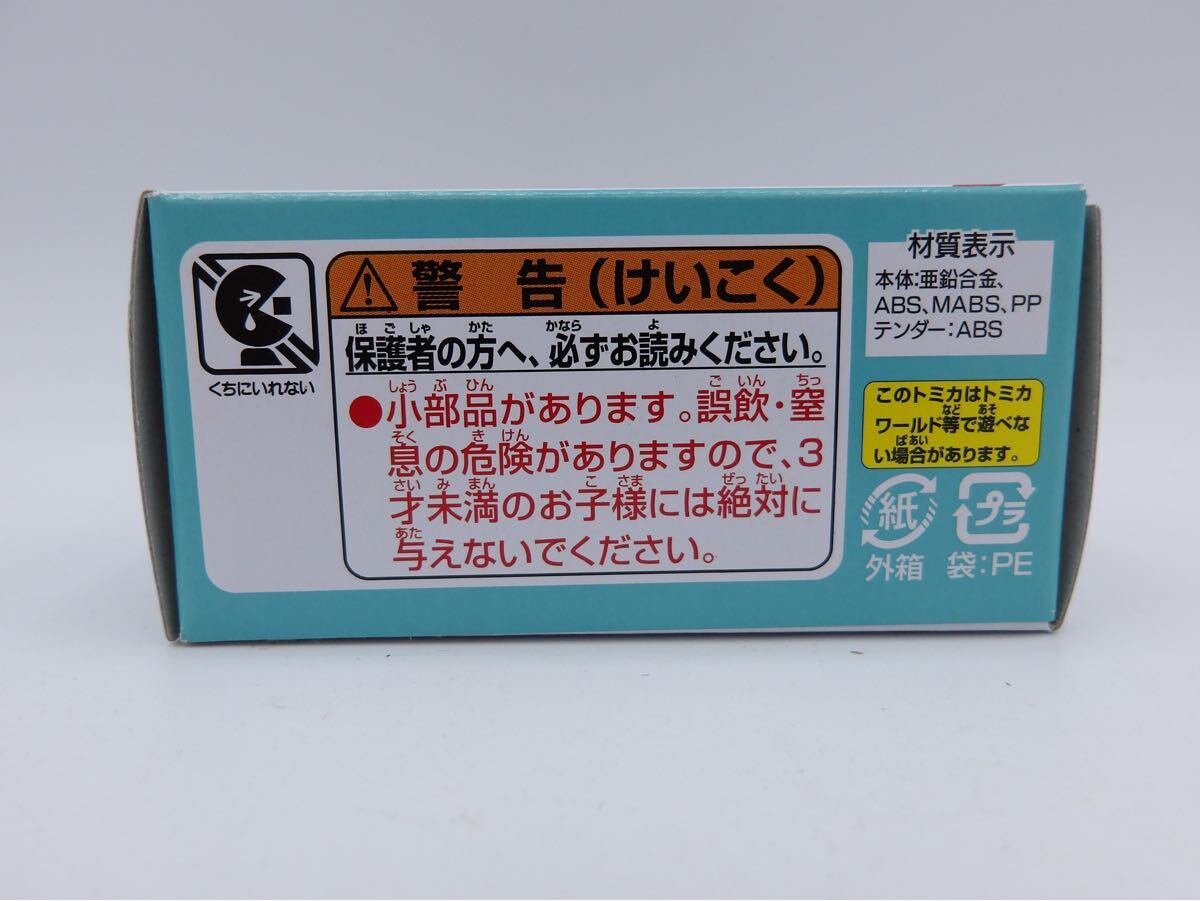 くちにいれない
警 告（けいこく）
ほ ご しゃ かた かなら よ
保護者の方へ、必ずお読みください。
しょう ぶ ひん ご いん ちっ
●小部品があります。誤飲・窒
そく き けん
息の危険がありますので、3
さい み まん こ さま ぜっ たい
才未満のお子様には絶対に
あた
与えないでください。
材質表示
本体：亜鉛合金、
ABS、MABS、PP
テンダー：ABS
このトミカはトミカ
など あそ
ワールド等で遊べな
ばあい
い場合があります。
紙
外箱
プラ
袋：PE